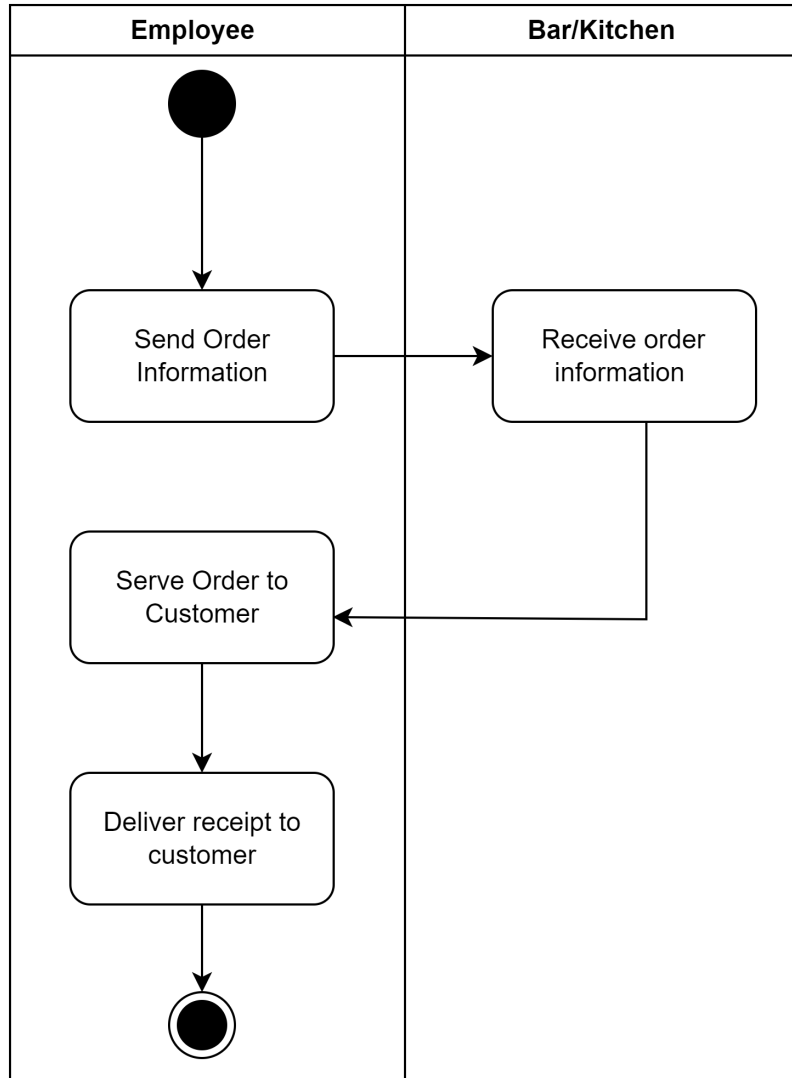 Employee
Bar/Kitchen
Send Order
Information
Receive order
information
Serve Order to
Customer
Deliver receipt to
customer